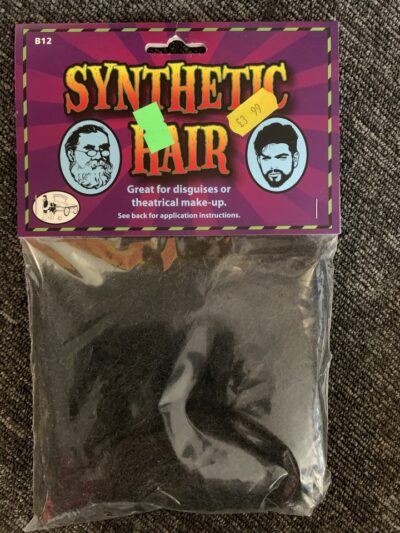 B12
SYNTHETIC
£3.99
HAIR
Great for disguises or
theatrical make-up.
See back for application instructions.